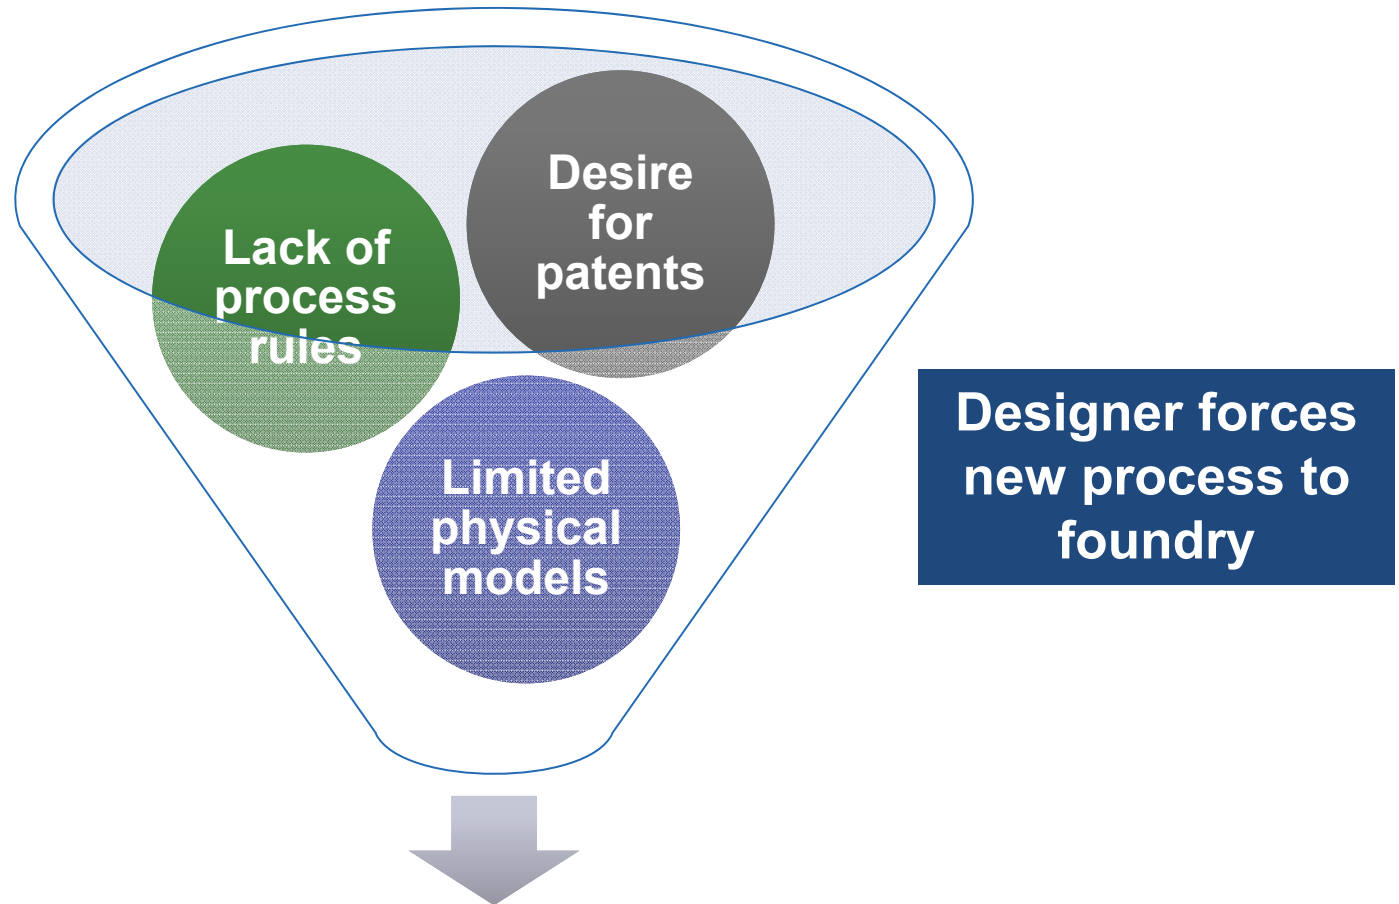 Desire
for
patents
Lack of
process
rules
Limited
physical
models
Designer forces
new process to
foundry